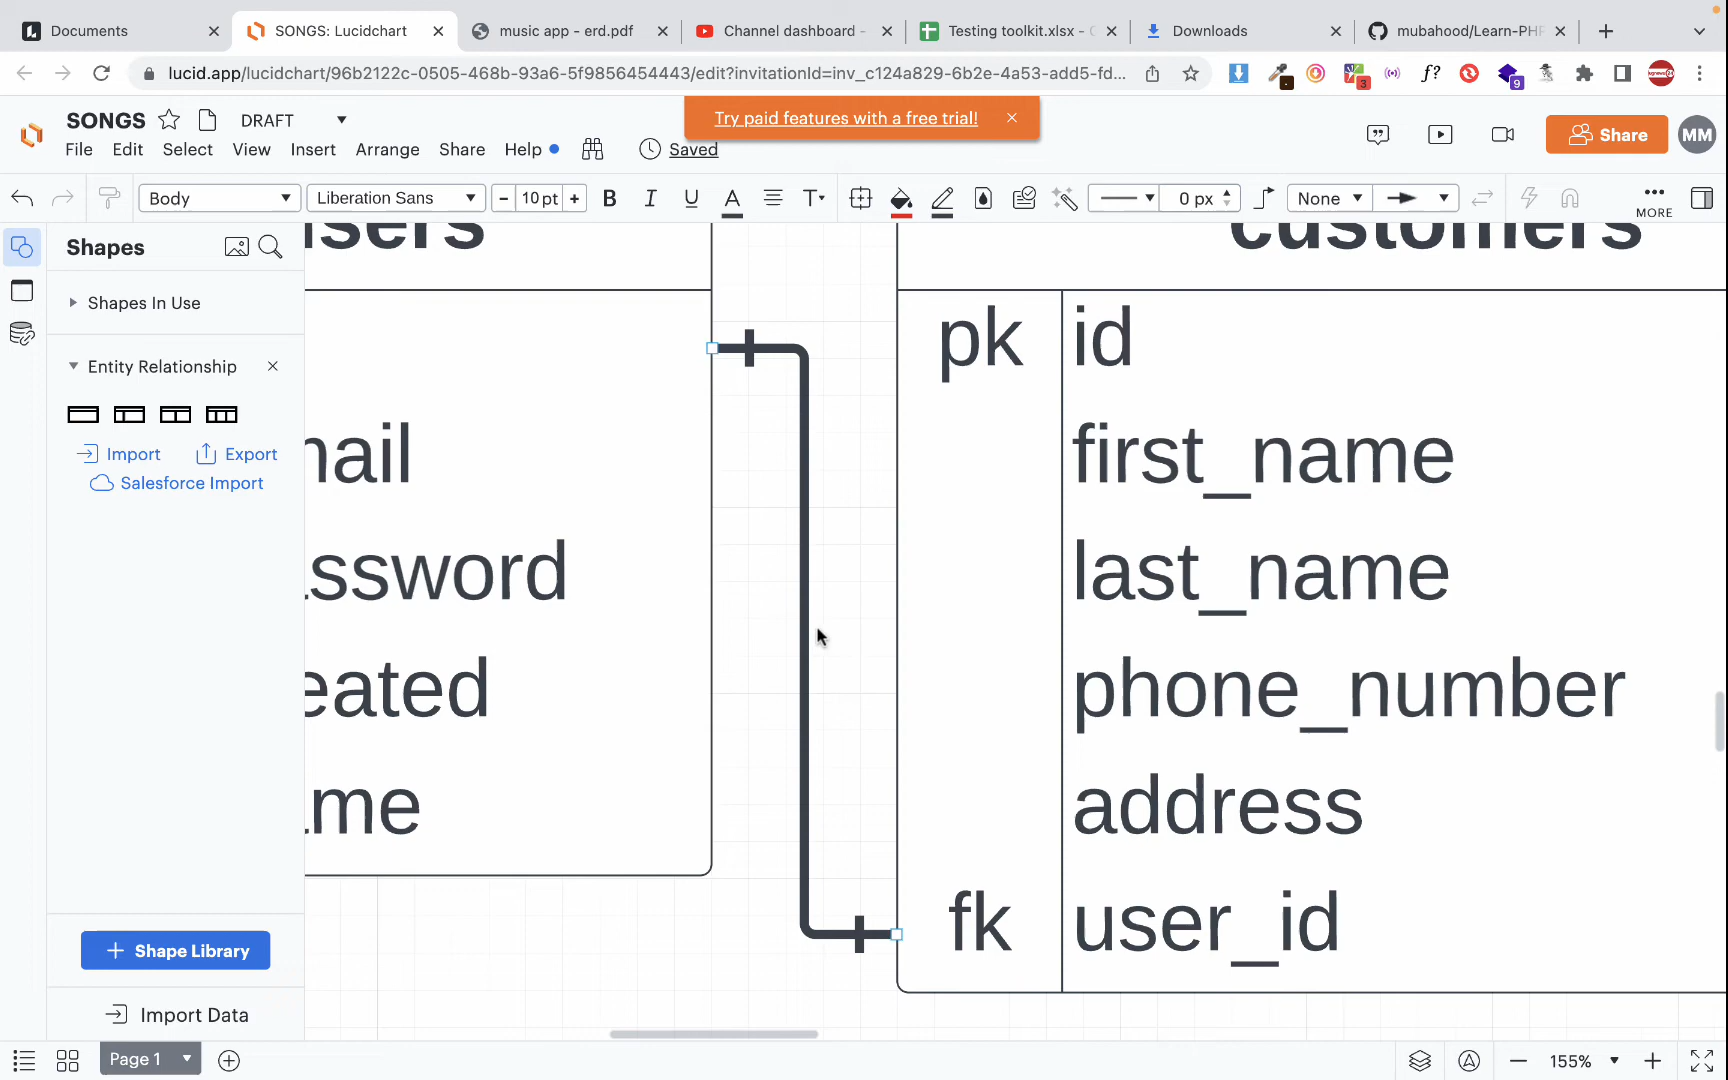 Documents
SONGS: Lucidchart
music app - erd.pdf
Channel dashboard -
Testing toolkit.xlsx -
Downloads
mubahood/Learn-PHP
lucid.app/lucidchart/96b2122c-0505-468b-93a6-5f9856454443/edit?invitationId=inv_c124a829-6b2e-4a53-add5-fd...
f?
3
9
SONGS
DRAFT
Try paid features with a free trial!
Share
MM
File
Edit
Select
View
Insert
Arrange
Share
Help
Saved
Body
Liberation Sans
10 pt
B
I
U
A
T
0 px
None
MORE
Shapes
Shapes In Use
Entity Relationship
Import
Export
Salesforce Import
Shape Library
Import Data
sers
nail
ssword
eated
ame
customers
pk id
first_name
last_name
phone_number
address
fk user_id
Page 1
155%